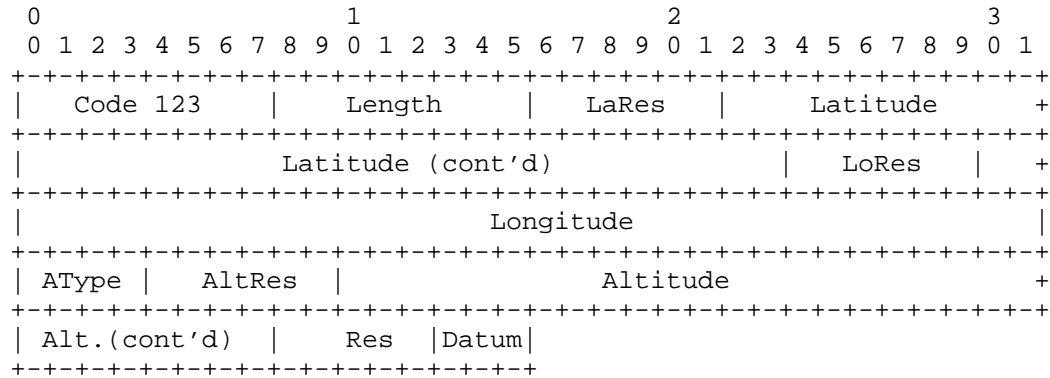 0                   1                   2                   3
 0 1 2 3 4 5 6 7 8 9 0 1 2 3 4 5 6 7 8 9 0 1 2 3 4 5 6 7 8 9 0 1
+-+-+-+-+-+-+-+-+-+-+-+-+-+-+-+-+-+-+-+-+-+-+-+-+-+-+-+-+-+-+-+-+
|   Code 123    |    Length     |   LaRes   |     Latitude      +
+-+-+-+-+-+-+-+-+-+-+-+-+-+-+-+-+-+-+-+-+-+-+-+-+-+-+-+-+-+-+-+-+
|                Latitude (cont’d)              |   LoRes   |   +
+-+-+-+-+-+-+-+-+-+-+-+-+-+-+-+-+-+-+-+-+-+-+-+-+-+-+-+-+-+-+-+-+
|                             Longitude                         |
+-+-+-+-+-+-+-+-+-+-+-+-+-+-+-+-+-+-+-+-+-+-+-+-+-+-+-+-+-+-+-+-+
| AType |   AltRes  |                Altitude                   +
+-+-+-+-+-+-+-+-+-+-+-+-+-+-+-+-+-+-+-+-+-+-+-+-+-+-+-+-+-+-+-+-+
| Alt.(cont’d)  |    Res  |Datum|
+-+-+-+-+-+-+-+-+-+-+-+-+-+-+-+-+